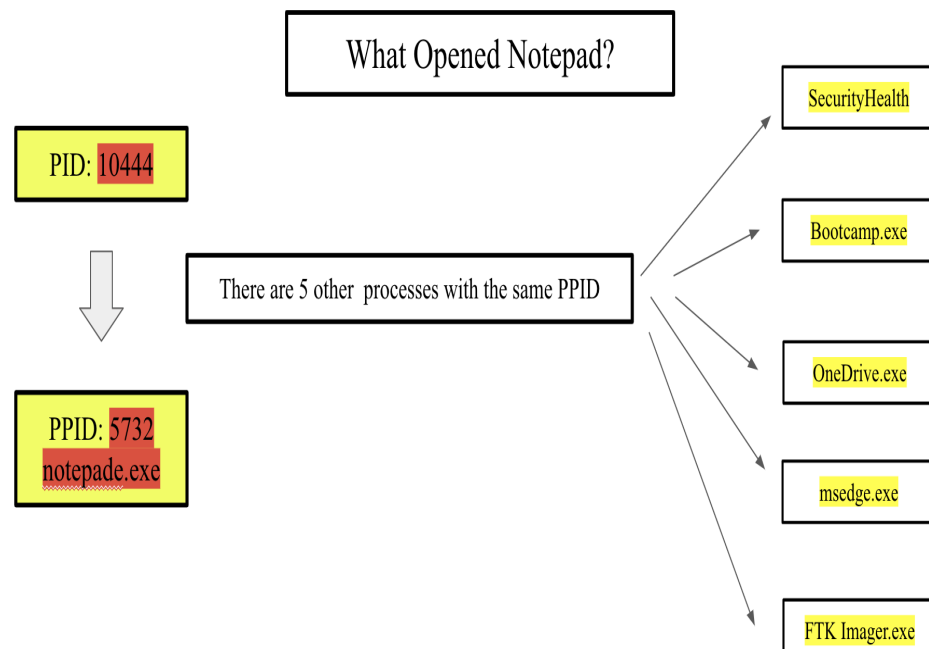 What Opened Notepad?
SecurityHealth
PID: 10444
Bootcamp.exe
There are 5 other processes with the same PPID
OneDrive.exe
PPID: 5732
notepade.exe
msedge.exe
FTK Imager.exe